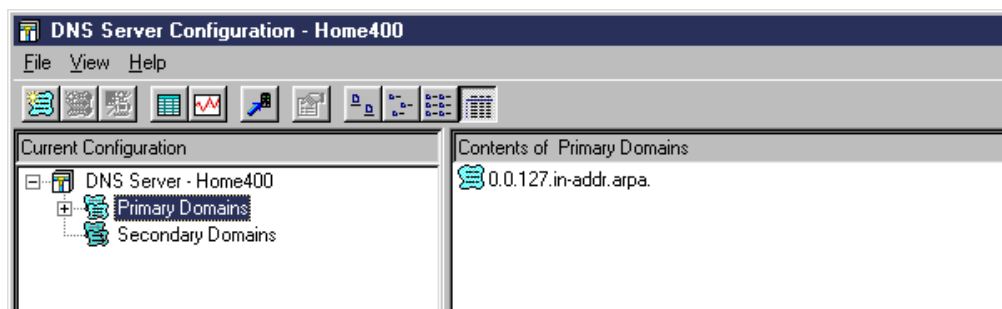 DNS Server Configuration - Home400
File View Help
Current Configuration
Contents of Primary Domains
DNS Server - Home400
0.0.127.in-addr.arpa.
Primary Domains
Secondary Domains